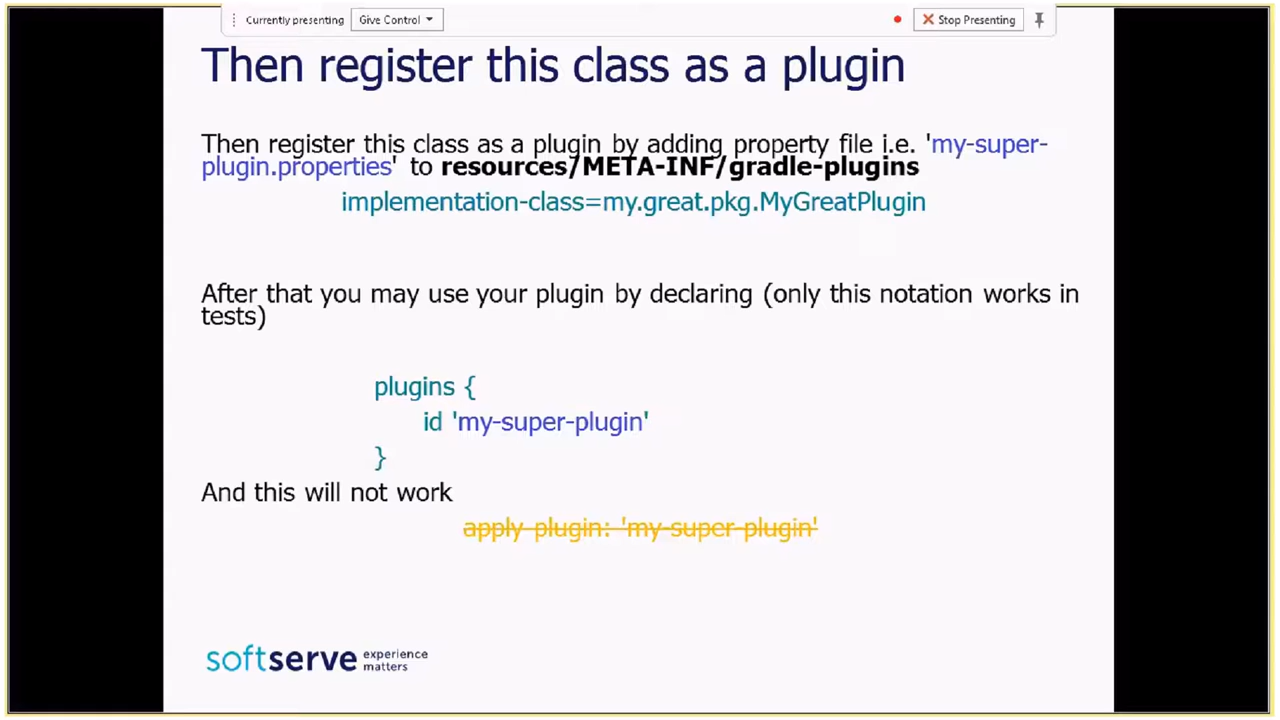 Currently presenting Give Control Stop Presenting
Then register this class as a plugin
Then register this class as a plugin by adding property file i.e. 'my-super-
plugin.properties' to resources/META-INF/gradle-plugins
implementation-class=my.great.pkg.MyGreatPlugin
After that you may use your plugin by declaring (only this notation works in
tests)
plugins {
id 'my-super-plugin'
}
And this will not work
apply plugin: 'my-super-plugin'
softserve experience
matters